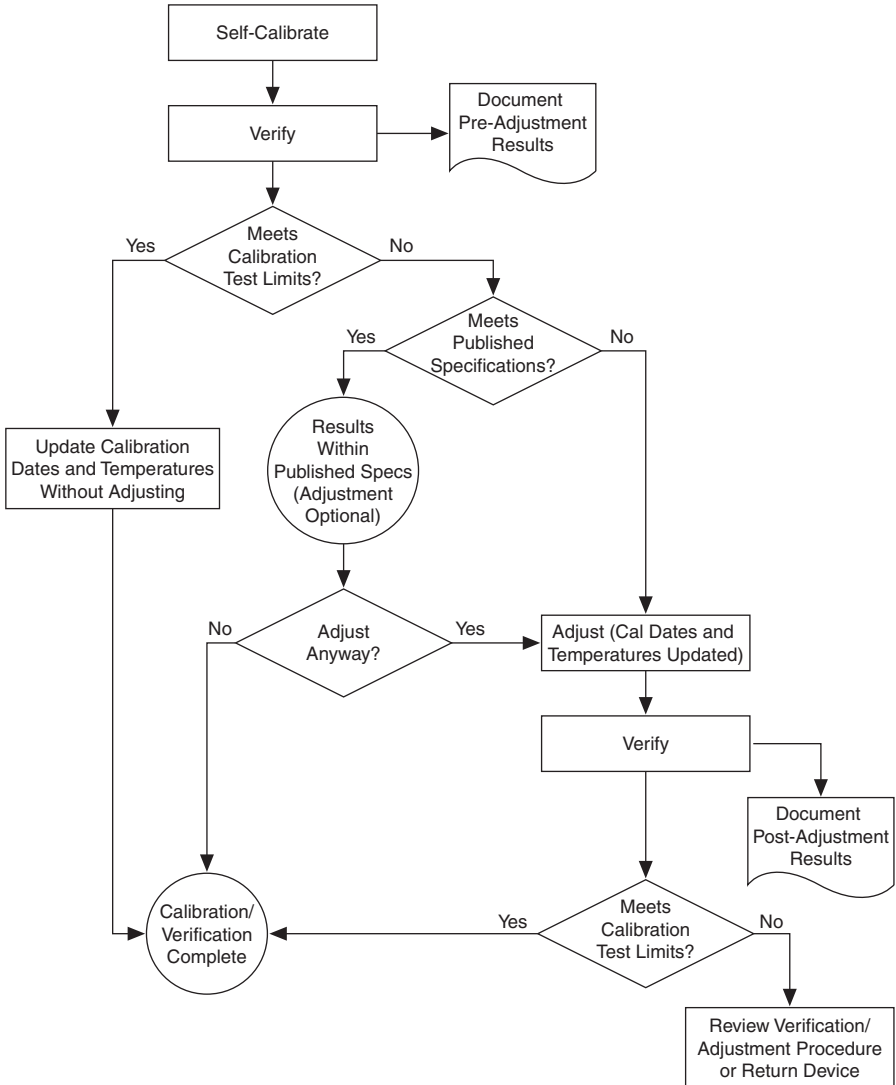 Self-Calibrate
Verify
Document
Pre-Adjustment
Results
Meets
Calibration
Test Limits?
Yes
No
Meets
Published
Specifications?
Yes
No
Update Calibration
Dates and Temperatures
Without Adjusting
Results
Within
Published Specs
(Adjustment
Optional)
Adjust
Anyway?
No
Yes
Adjust (Cal Dates and
Temperatures Updated)
Verify
Document
Post-Adjustment
Results
Calibration/
Verification
Complete
Yes
Meets
Calibration
Test Limits?
No
Review Verification/
Adjustment Procedure
or Return Device